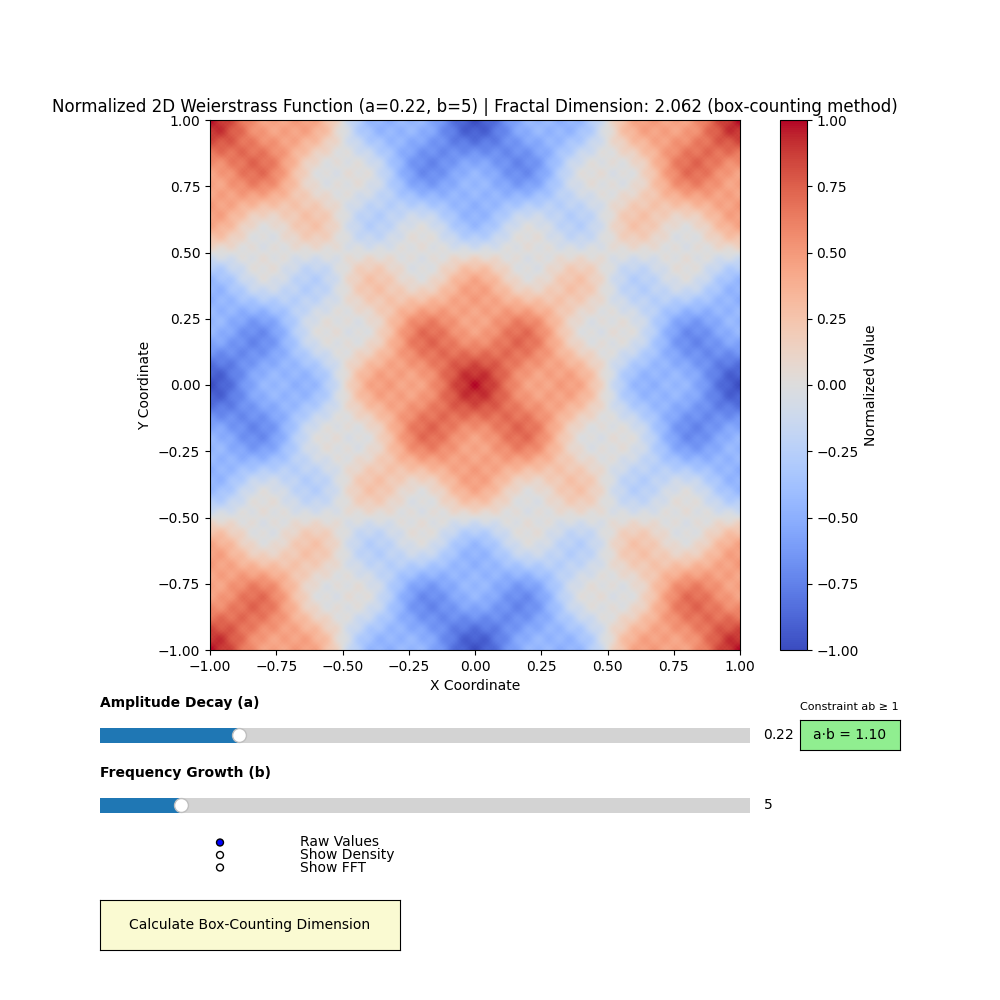 Normalized 2D Weierstrass Function (a=0.22, b=5) | Fractal Dimension: 2.062 (box-counting method)
1.00
0.75
0.50
0.25
0.00
−0.25
−0.50
−0.75
−1.00
Y Coordinate
−1.00 −0.75 −0.50 −0.25 0.00 0.25 0.50 0.75 1.00
X Coordinate
1.00
0.75
0.50
0.25
0.00
−0.25
−0.50
−0.75
−1.00
Normalized Value
Amplitude Decay (a)
0.22
Constraint ab ≥ 1
a·b = 1.10
Frequency Growth (b)
5
Raw Values
Show Density
Show FFT
Calculate Box-Counting Dimension